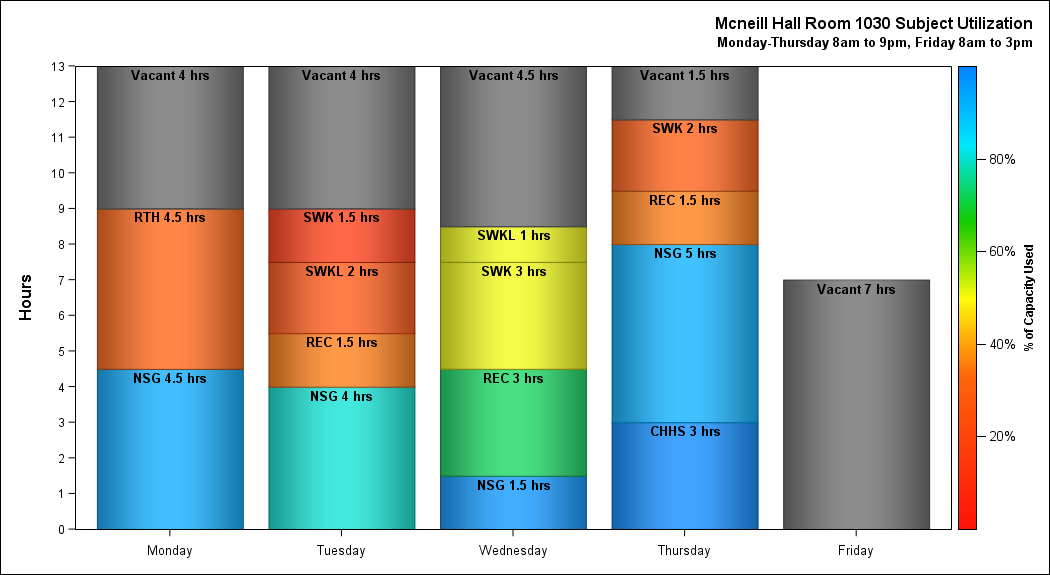 Mcneill Hall Room 1030 Subject Utilization
Monday-Thursday 8am to 9pm, Friday 8am to 3pm
Hours
13
12
11
10
9
8
7
6
5
4
3
2
1
0
Vacant 4 hrs
RTH 4.5 hrs
NSG 4.5 hrs
Vacant 4 hrs
SWK 1.5 hrs
SWKL 2 hrs
REC 1.5 hrs
NSG 4 hrs
Vacant 4.5 hrs
SWKL 1 hrs
SWK 3 hrs
REC 3 hrs
NSG 1.5 hrs
Vacant 1.5 hrs
SWK 2 hrs
REC 1.5 hrs
NSG 5 hrs
CHHS 3 hrs
Vacant 7 hrs
Monday
Tuesday
Wednesday
Thursday
Friday
80%
60%
40%
20%
% of Capacity Used